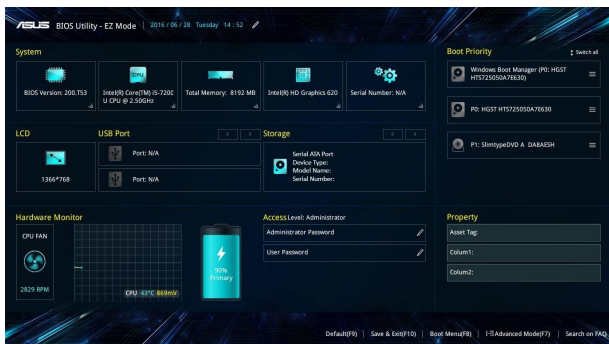 ASUS BIOS Utility - EZ Mode 2016 / 06 / 28 Tuesday 14 : 52
System
BIOS Version: 200.T53
CPU
Intel(R) Core(TM) i5-7200
U CPU @ 2.50GHz
Total Memory: 8192 MB
Intel(R) HD Graphics 620
Serial Number: N/A
Boot Priority
Switch all
Windows Boot Manager (P0: HGST
HTS725050A7E630)
P0: HGST HTS725050A7E630
P1: SlimtypeDVD A DA8AESH
LCD
1366*768
USB Port
Port: N/A
Port: N/A
Storage
Serial ATA Port
Device Type:
Model Name:
Serial Number:
Hardware Monitor
CPU FAN
2829 RPM
CPU 43°C 869mV
90%
Primary
Access Level: Administrator
Administrator Password
User Password
Property
Asset Tag:
Colum1:
Colum2:
Default(F9) | Save & Exit(F10) | Boot Menu(F8) | Advanced Mode(F7) | Search on FAQ